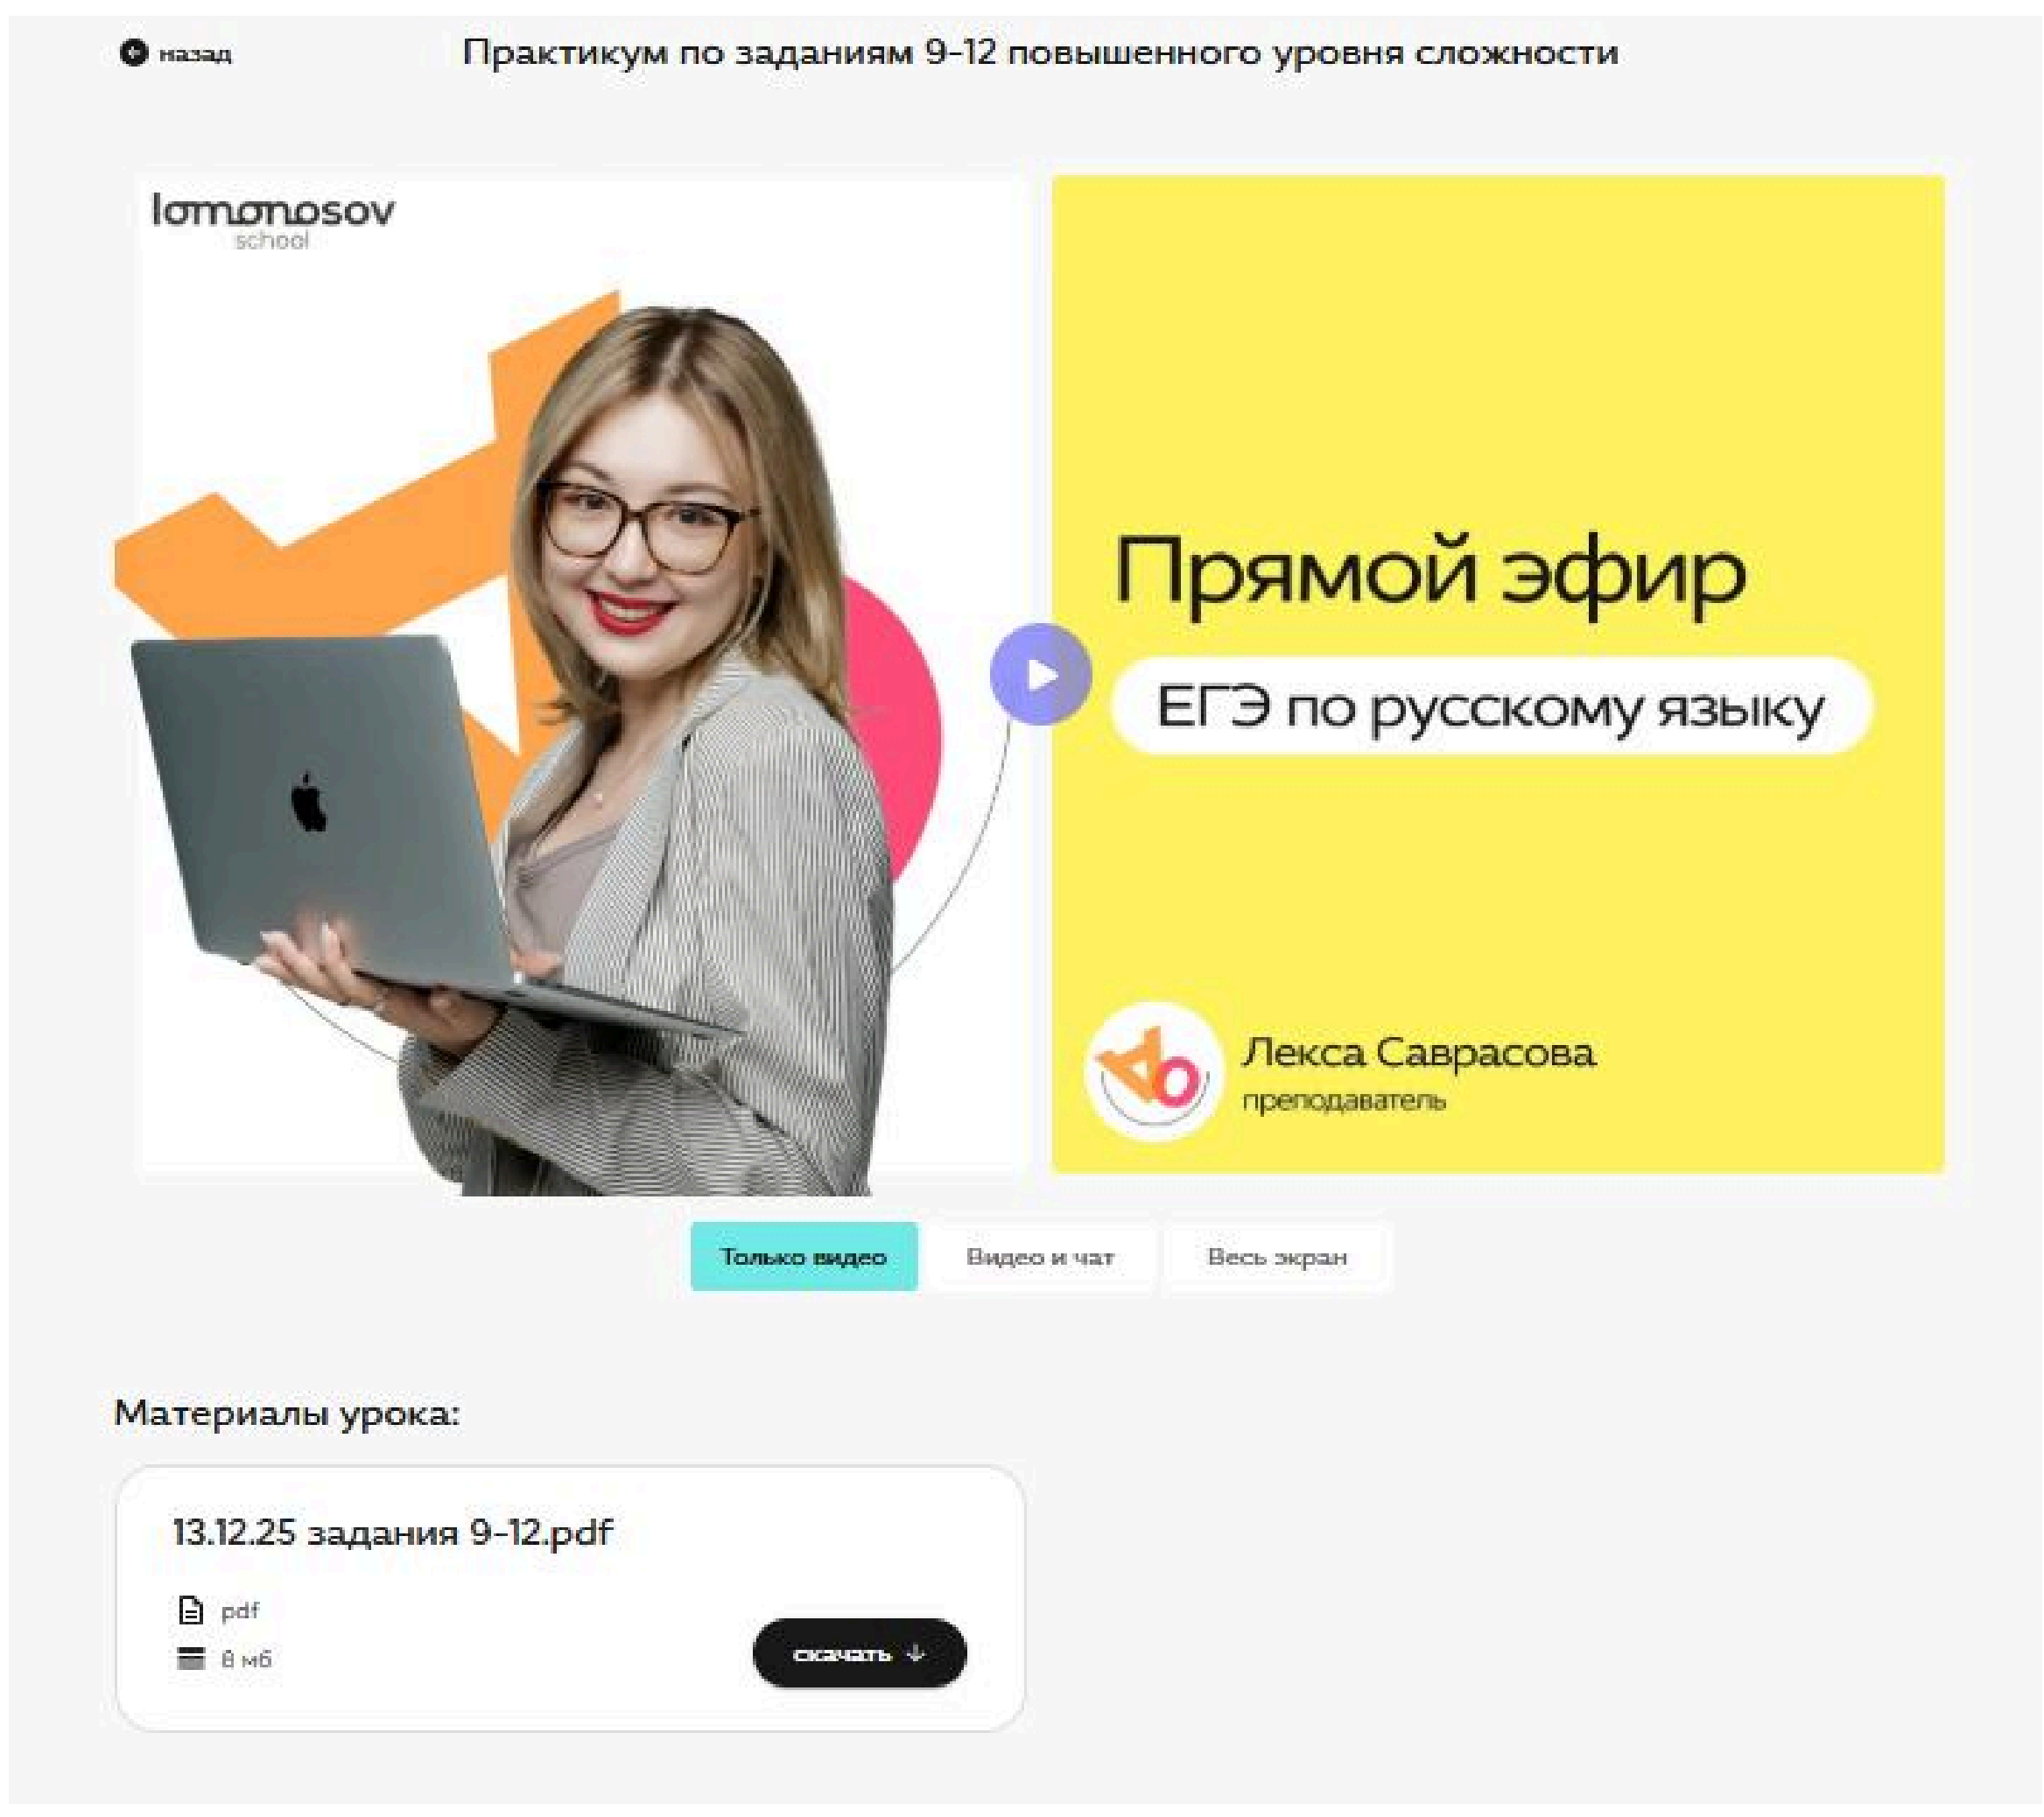 назад
Практикум по заданиям 9-12 повышенного уровня сложности
lomonosov
school
Прямой эфир
ЕГЭ по русскому языку
Лекса Саврасова
преподаватель
Только видео
Видео и чат
Весь экран
Материалы урока:
13.12.25 задания 9-12.pdf
pdf
8 мб
скачать